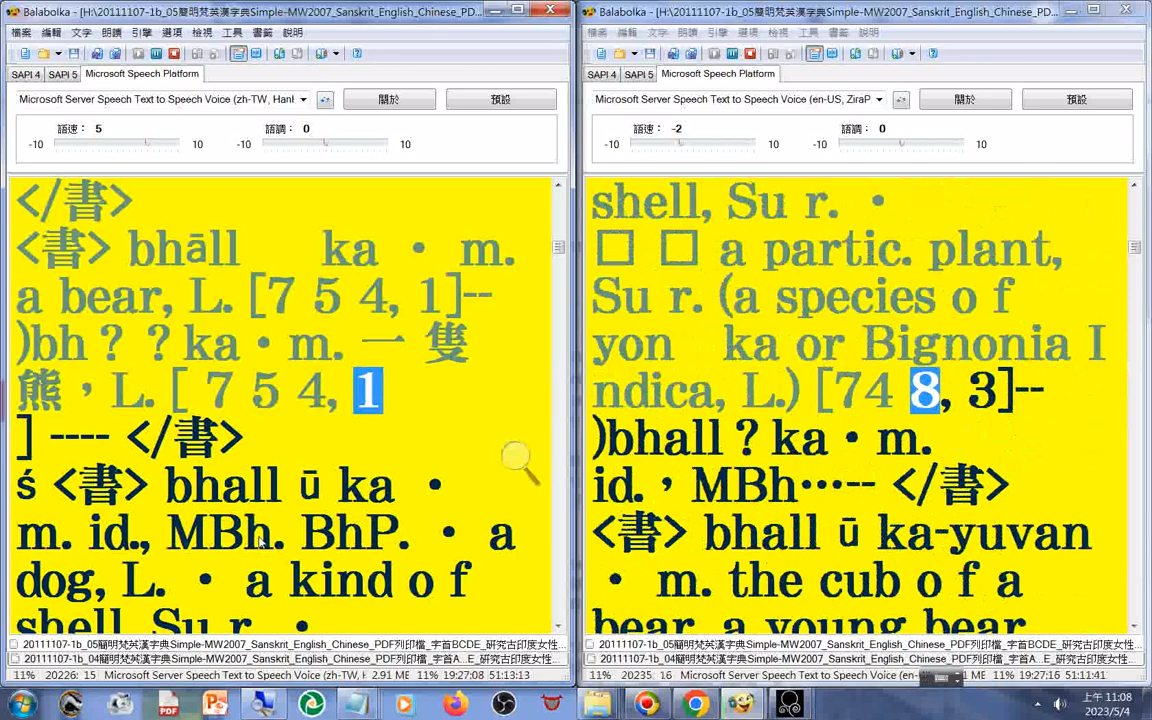 Balabolka - [H:\20111107-1b_05簡明梵英漢字典Simple-MW2007_Sanskrit_English_Chinese_PD...
檔案 編輯 文字 朗讀 引擎 選項 檢視 工具 書籤 說明
SAPI 4 SAPI 5 Microsoft Speech Platform
Microsoft Server Speech Text to Speech Voice (zh-TW, Hanl
關於 預設
語速： 5 語調： 0
-10 10 -10 10
</書>
<書> bhāll ka • m.
a bear, L. [7 5 4, 1]--
)bh？？ka•m. 一 隻
熊，L. [ 7 5 4, 1
] ---- </書>
ś <書> bhall ū ka •
m. id., MBh. BhP. • a
dog, L. • a kind o f
shell, Su r. •
20111107-1b_05簡明梵英漢字典Simple-MW2007_Sanskrit_English_Chinese_PDF列印檔_字首BCDE_研究古印度女性...
20111107-1b_04簡明梵英漢字典Simple-MW2007_Sanskrit_English_Chinese_PDF列印檔_字首A...E_研究古印度女性...
11% 20226: 15 Microsoft Server Speech Text to Speech Voice (zh-TW, 2.91 ME 11% 19:27:08 51:13:13
Balabolka - [H:\20111107-1b_05簡明梵英漢字典Simple-MW2007_Sanskrit_English_Chinese_PD...
檔案 編輯 文字 朗讀 引擎 選項 檢視 工具 書籤 說明
SAPI 4 SAPI 5 Microsoft Speech Platform
Microsoft Server Speech Text to Speech Voice (en-US, ZiraP
關於 預設
語速： -2 語調： 0
-10 10 -10 10
shell, Su r. •
□ □ a partic. plant,
Su r. (a species o f
yon ka or Bignonia I
ndica, L.) [74 8, 3]--
)bhall？ka•m.
id.，MBh…-- </書>
<書> bhall ū ka-yuvan
• m. the cub o f a
bear, a young bear
20111107-1b_05簡明梵英漢字典Simple-MW2007_Sanskrit_English_Chinese_PDF列印檔_字首BCDE_研究古印度女性...
20111107-1b_04簡明梵英漢字典Simple-MW2007_Sanskrit_English_Chinese_PDF列印檔_字首A...E_研究古印度女性...
11% 20235: 16 Microsoft Server Speech Text to Speech Voice (en-US, 11% 19:27:16 51:11:41
PDF
上午 11:08
2023/5/4